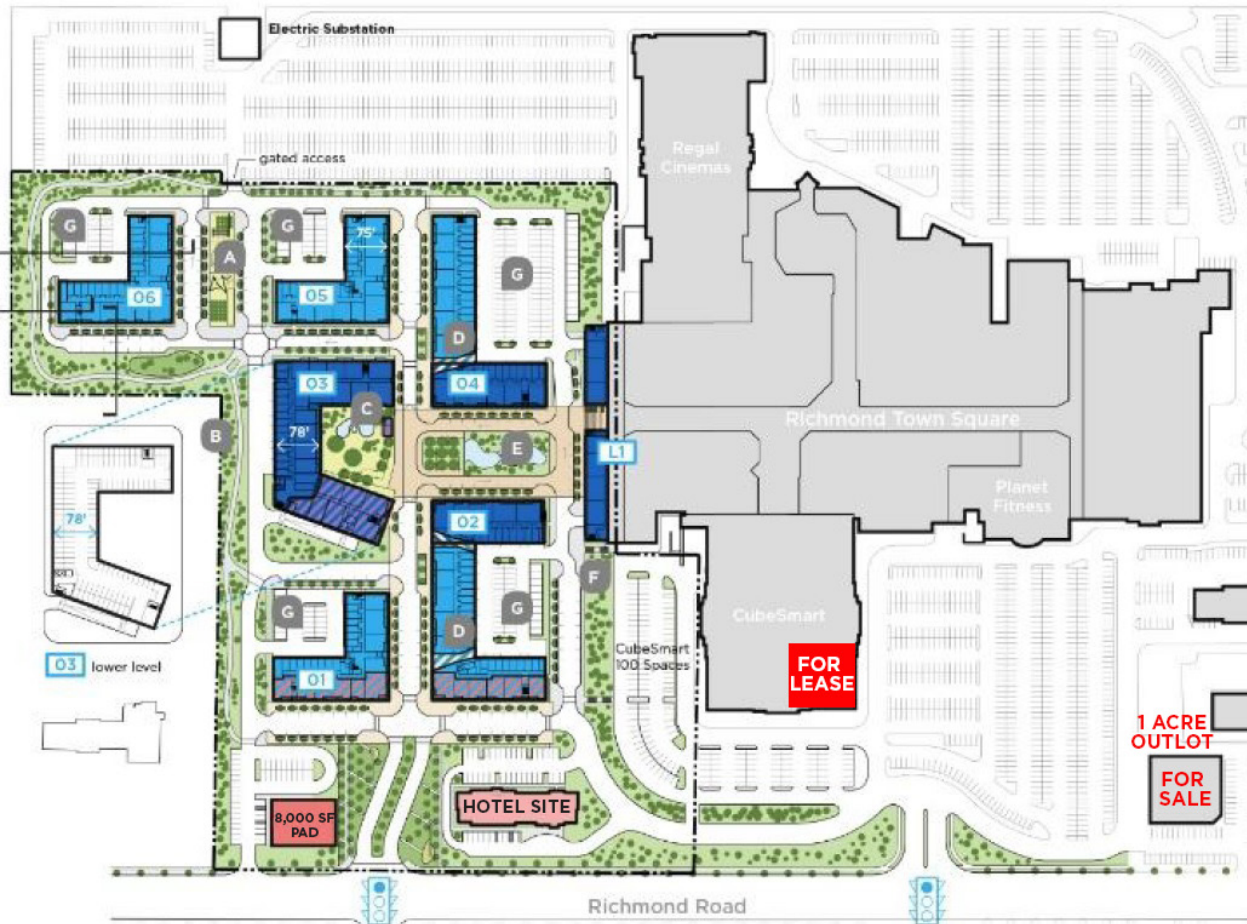 Electric Substation
gated access
Regal
Cinemas
G
A
G
75'
G
06
05
D
03
04
C
B
78'
E
L1
Richmond Town Square
Planet
Fitness
02
78'
F
G
D
G
CubeSmart
CubeSmart
100 Spaces
03 lower level
01
FOR
LEASE
1 ACRE
OUTLOT
FOR
SALE
HOTEL SITE
8,000 SF
PAD
Richmond Road